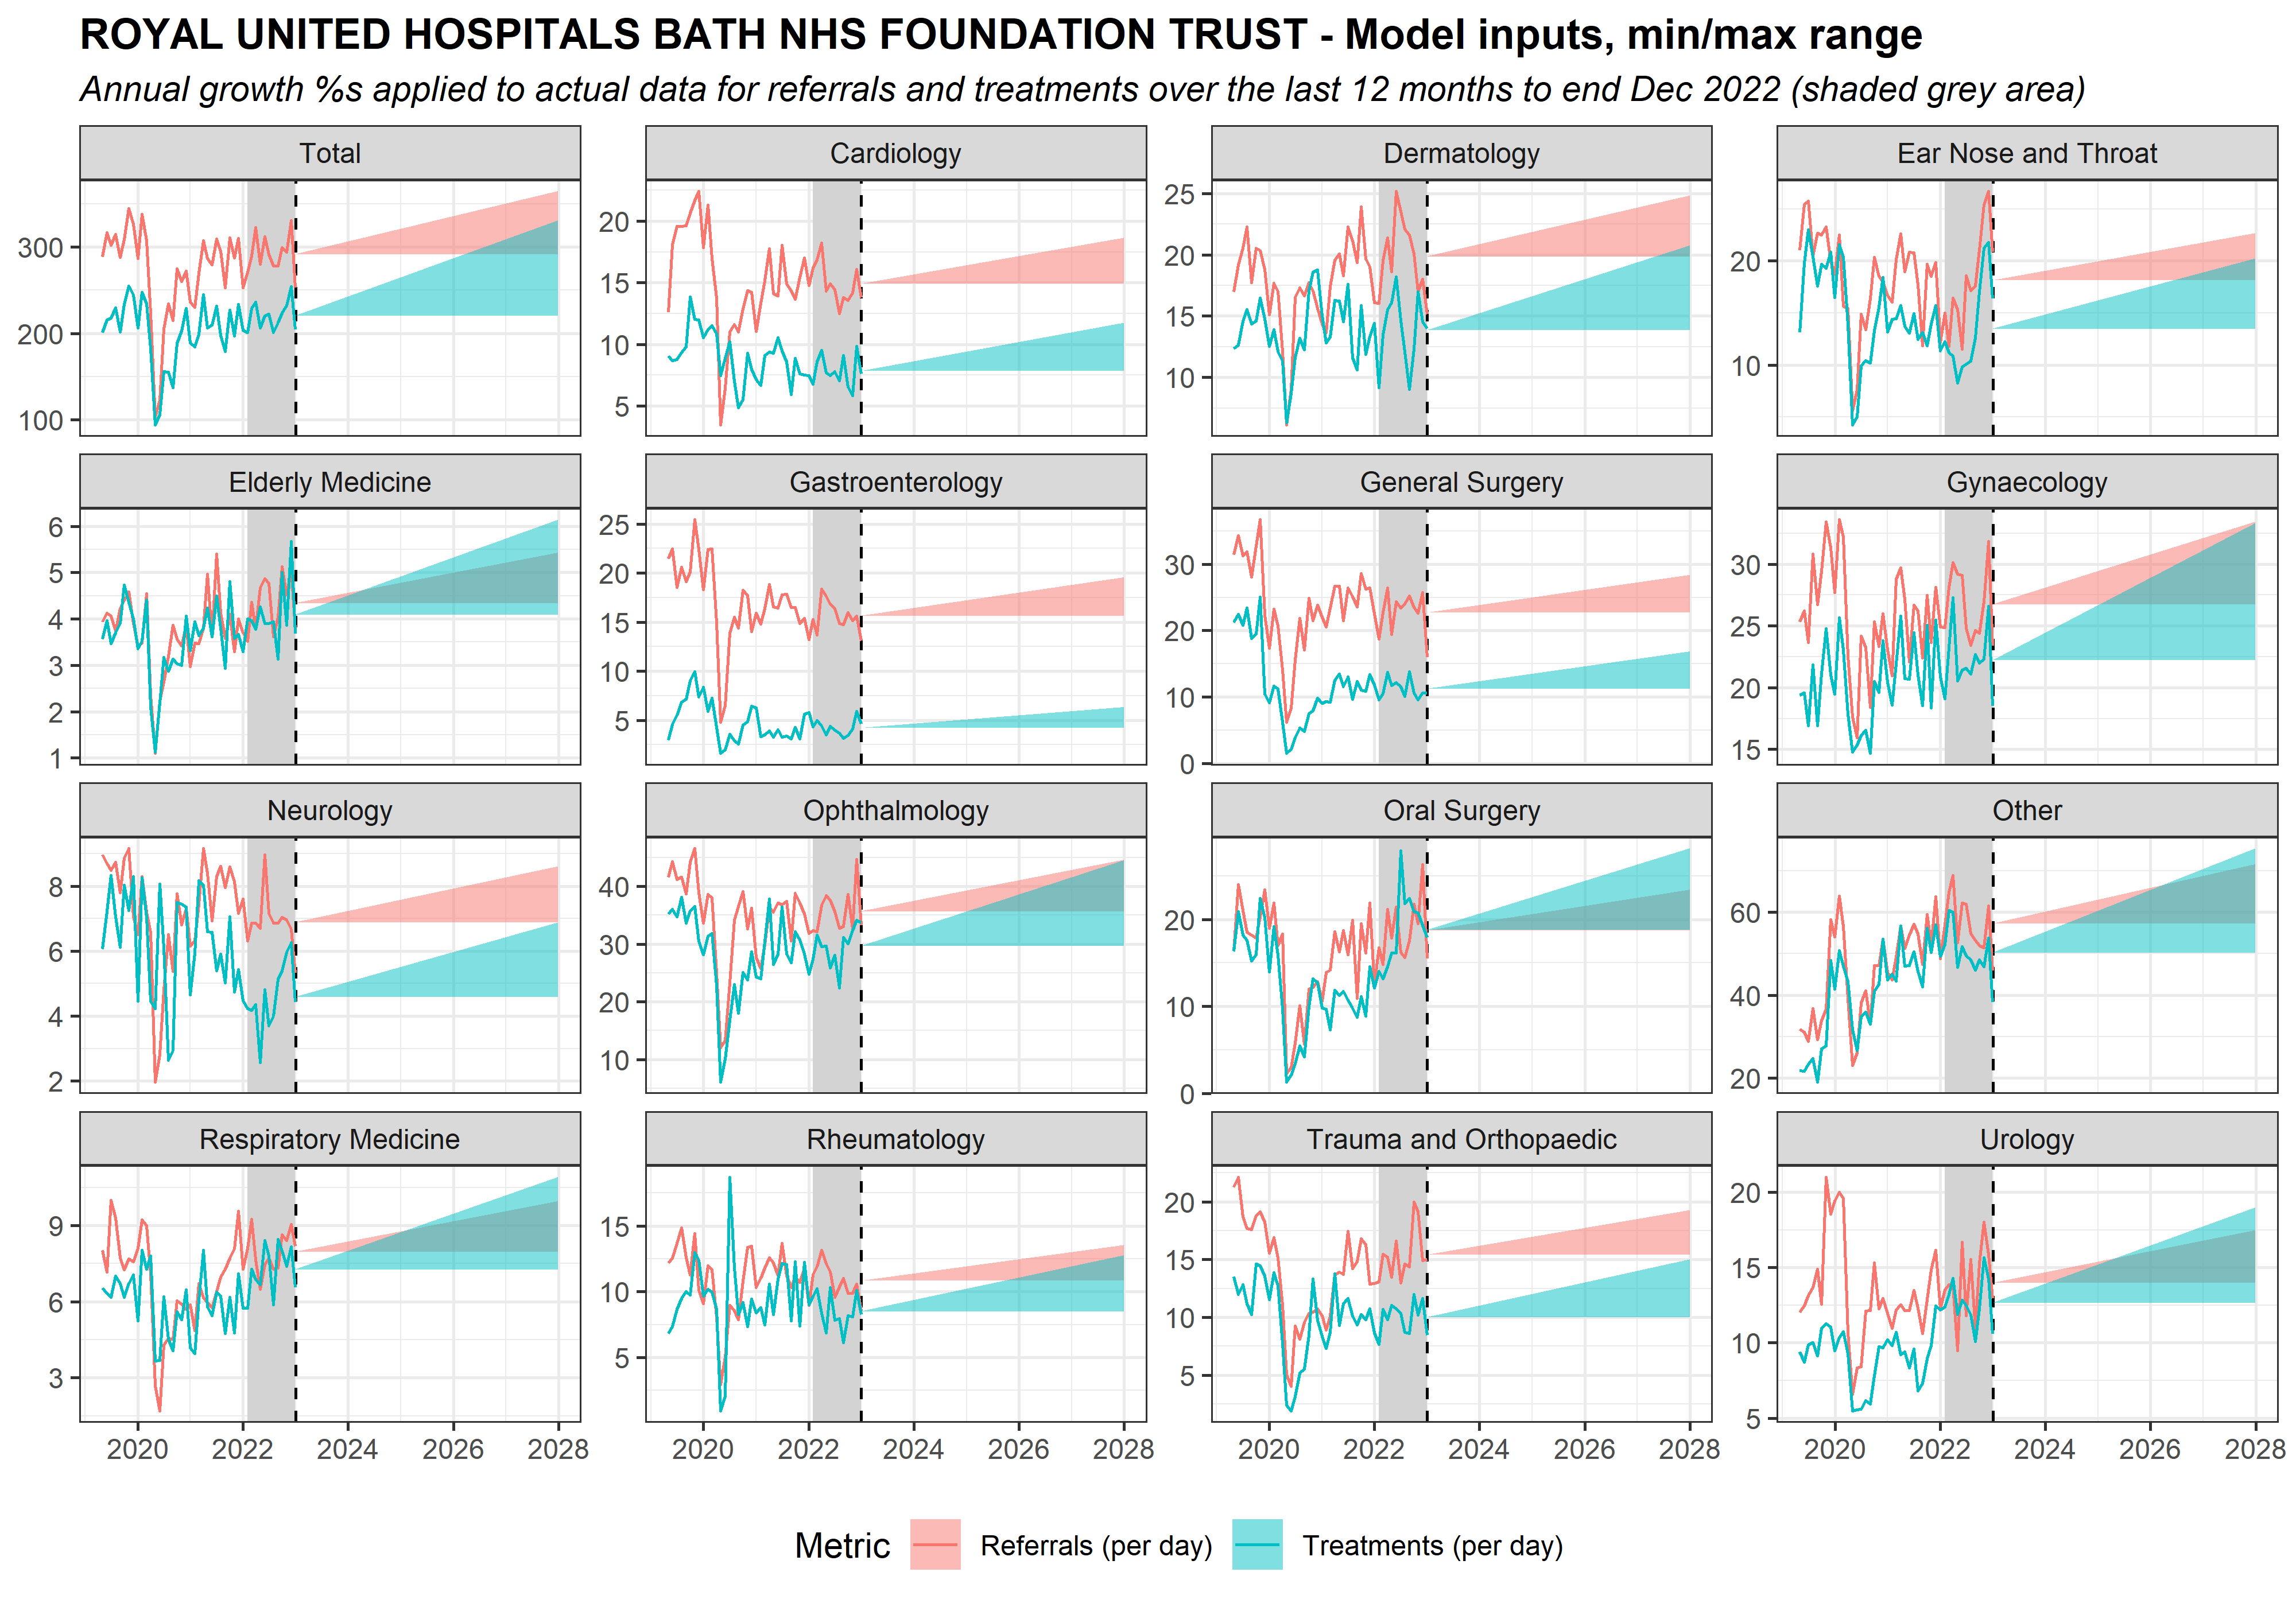 ROYAL UNITED HOSPITALS BATH NHS FOUNDATION TRUST - Model inputs, min/max range
Annual growth %s applied to actual data for referrals and treatments over the last 12 months to end Dec 2022 (shaded grey area)
Total
Cardiology
Dermatology
Ear Nose and Throat
300
200
100
20
15
10
5
25
20
15
10
20
10
Elderly Medicine
Gastroenterology
General Surgery
Gynaecology
6
5
4
3
2
1
25
20
15
10
5
30
20
10
0
30
25
20
15
Neurology
Ophthalmology
Oral Surgery
Other
8
6
4
2
40
30
20
10
20
10
0
60
40
20
Respiratory Medicine
Rheumatology
Trauma and Orthopaedic
Urology
9
6
3
15
10
5
20
15
10
5
20
15
10
5
2020 2022 2024 2026 2028
2020 2022 2024 2026 2028
2020 2022 2024 2026 2028
2020 2022 2024 2026 2028
Metric Referrals (per day) Treatments (per day)